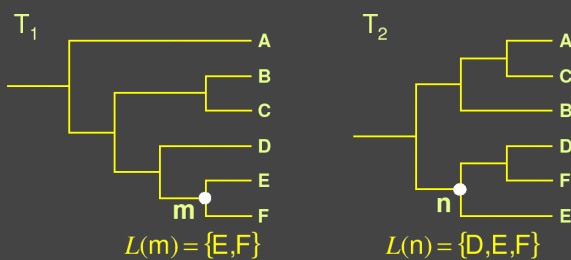 T1
A
B
C
D
E
F
m
L(m) = {E,F}
T2
A
C
B
D
F
E
n
L(n) = {D,E,F}